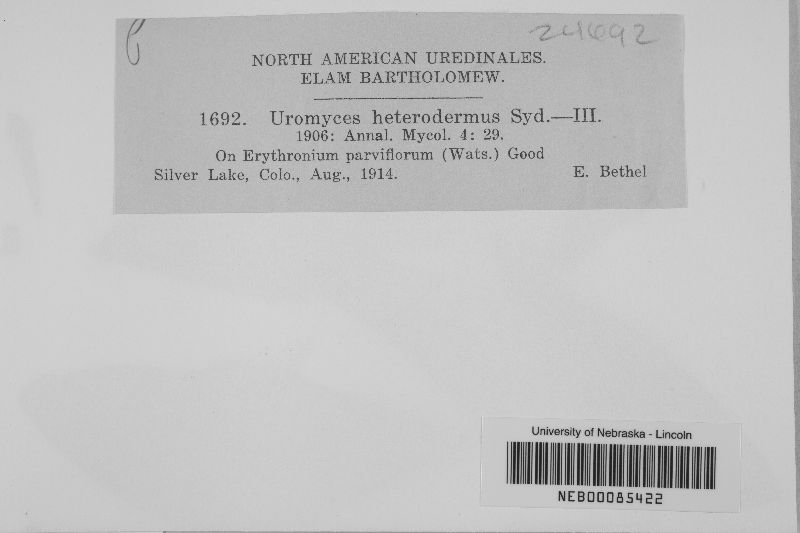 24692
NORTH AMERICAN UREDINALES.
ELAM BARTHOLOMEW.
1692. Uromyces heterodermus Syd.—III.
1906: Annal. Mycol. 4: 29.
On Erythronium parviflorum (Wats.) Good
Silver Lake, Colo., Aug., 1914. E. Bethel
University of Nebraska - Lincoln
NEB00085422